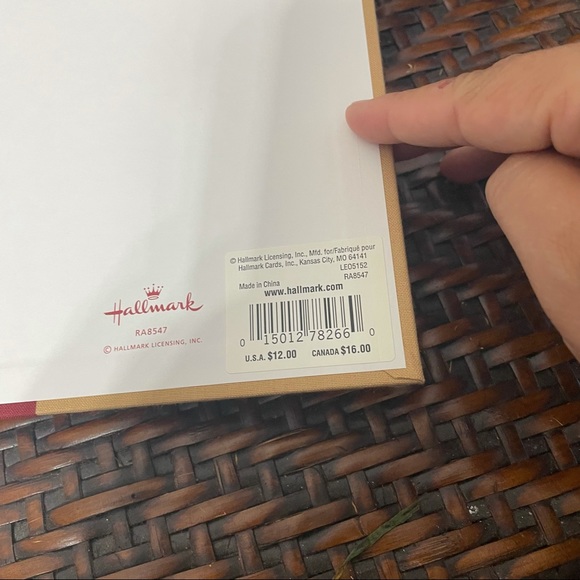 © Hallmark Licensing, Inc., Mfd. for/Fabriqué pour
Hallmark Cards, Inc., Kansas City, MO 64141
LEO5152
Made in China
RA8547
www.hallmark.com
0 15012 78266 0
U.S.A. $12.00 CANADA $16.00
Hallmark
RA8547
© HALLMARK LICENSING, INC.